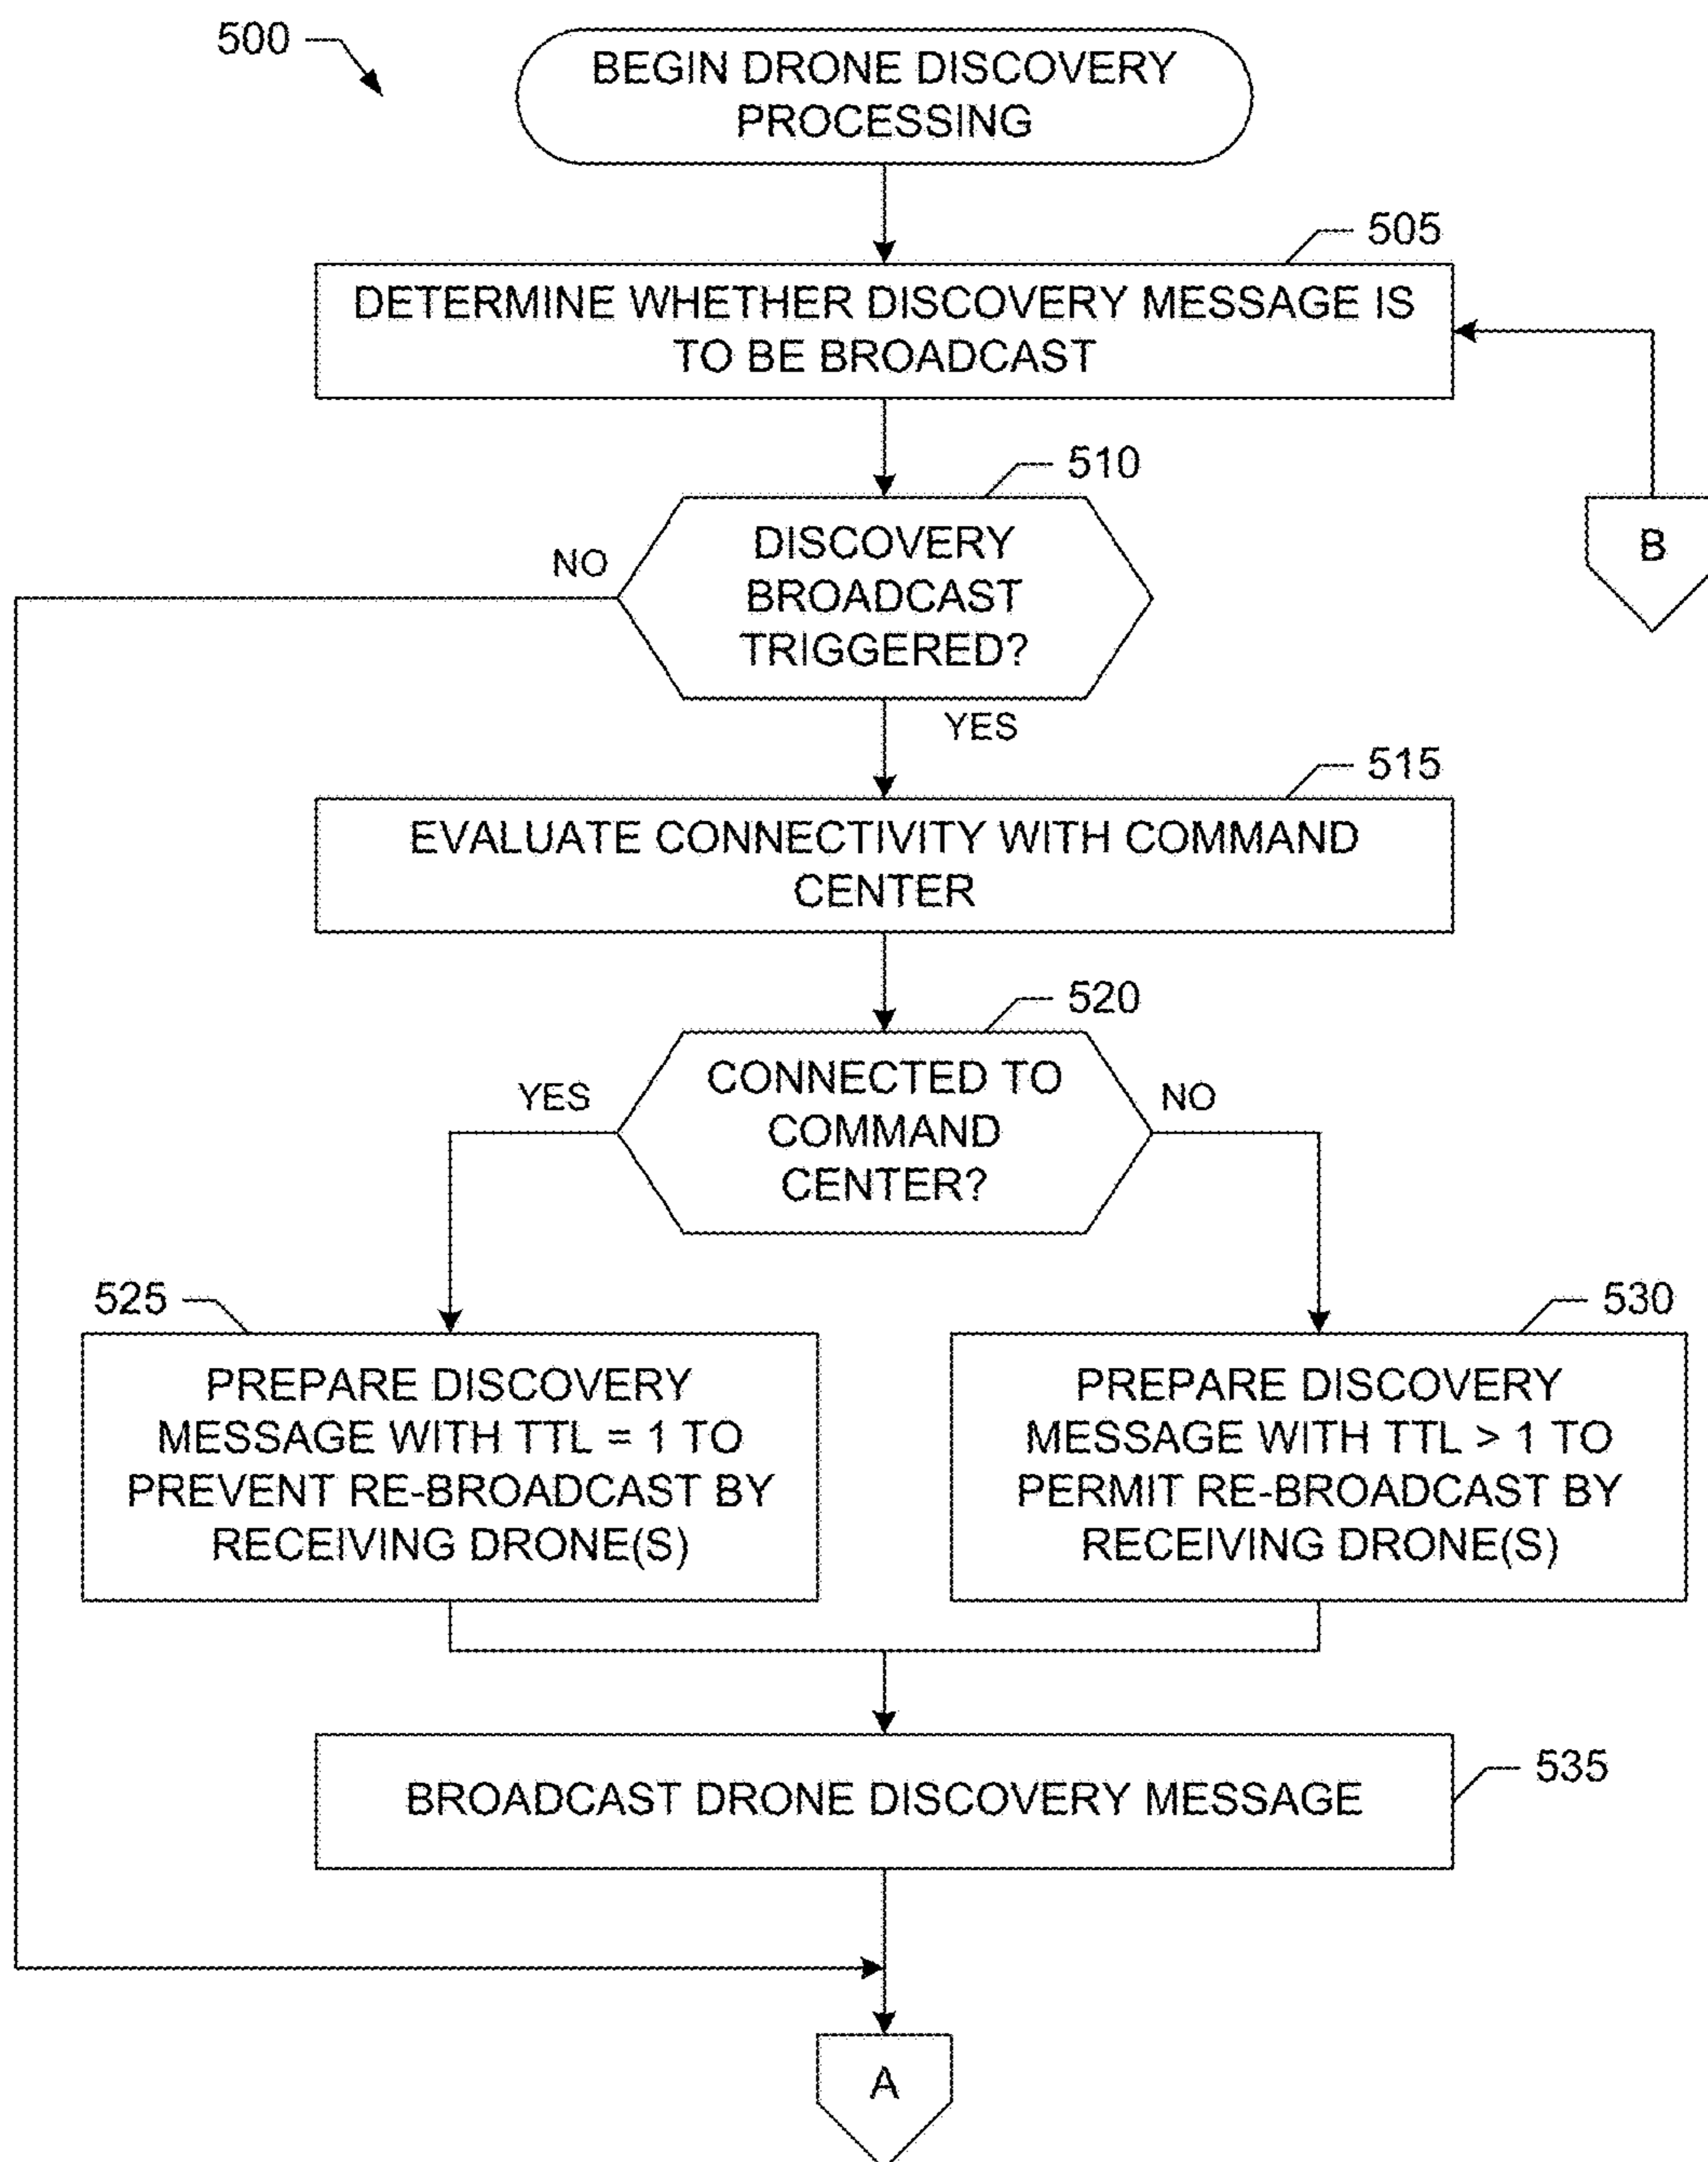 500
BEGIN DRONE DISCOVERY
PROCESSING
505
DETERMINE WHETHER DISCOVERY MESSAGE IS
TO BE BROADCAST
510
DISCOVERY
BROADCAST
TRIGGERED?
NO
B
YES
515
EVALUATE CONNECTIVITY WITH COMMAND
CENTER
520
CONNECTED TO
COMMAND
CENTER?
YES
NO
525
PREPARE DISCOVERY
MESSAGE WITH TTL = 1 TO
PREVENT RE-BROADCAST BY
RECEIVING DRONE(S)
530
PREPARE DISCOVERY
MESSAGE WITH TTL > 1 TO
PERMIT RE-BROADCAST BY
RECEIVING DRONE(S)
BROADCAST DRONE DISCOVERY MESSAGE
535
A